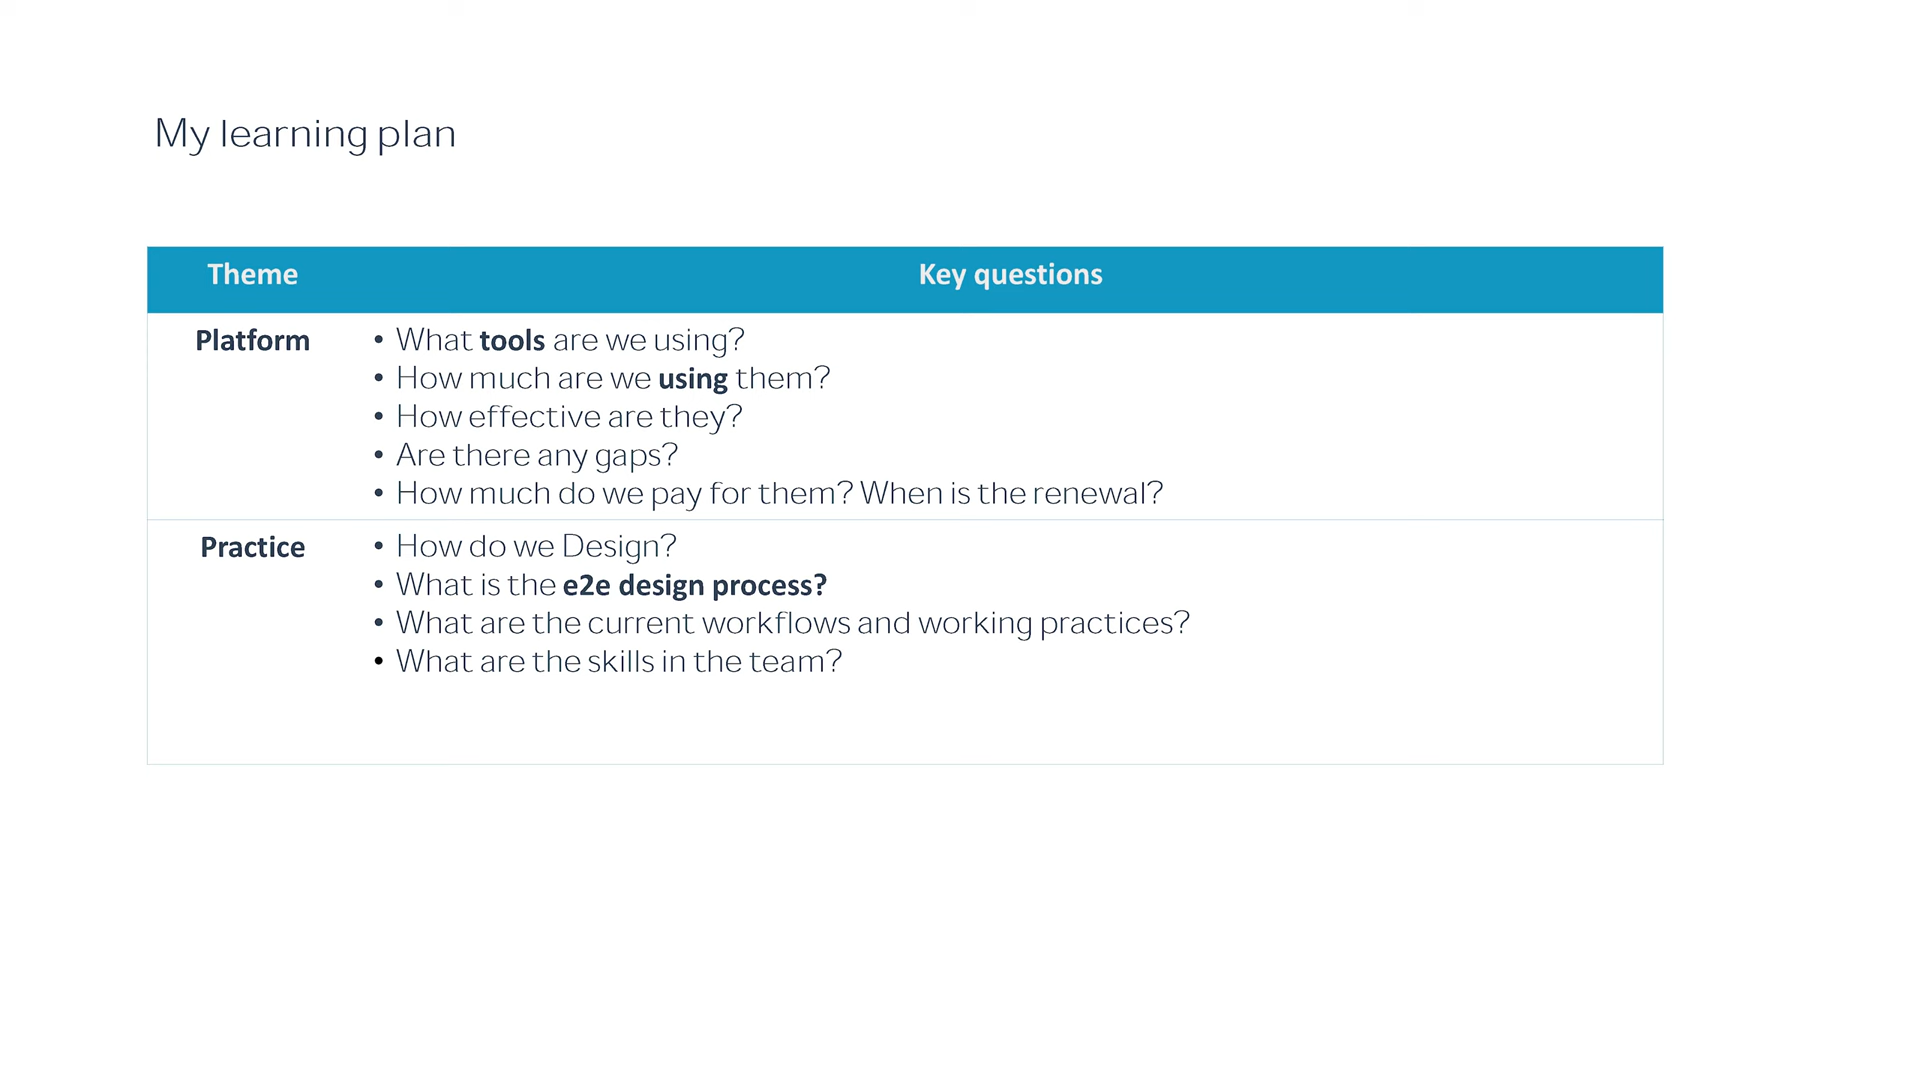 My learning plan
Theme
Key questions
Platform
• What tools are we using?
• How much are we using them?
• How effective are they?
• Are there any gaps?
• How much do we pay for them? When is the renewal?
Practice
• How do we Design?
• What is the e2e design process?
• What are the current workflows and working practices?
• What are the skills in the team?